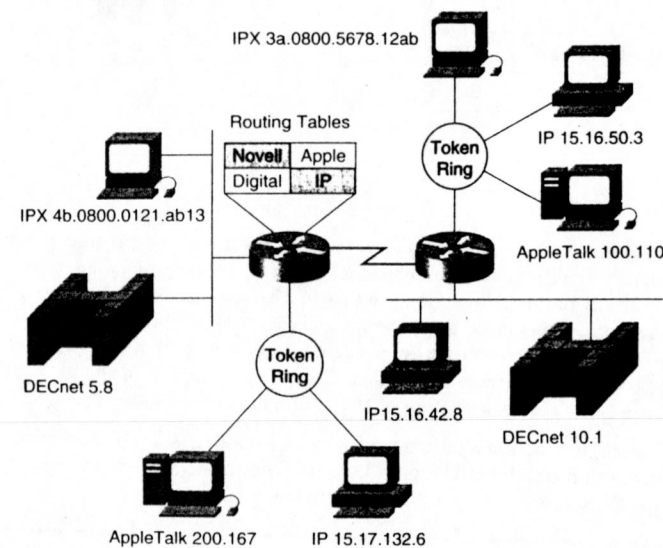 IPX 3a.0800.5678.12ab
IP 15.16.50.3
Routing Tables
Novell Apple
Digital IP
Token
Ring
IPX 4b.0800.0121.ab13
AppleTalk 100.110
DECnet 5.8
Token
Ring
IP15.16.42.8
DECnet 10.1
AppleTalk 200.167
IP 15.17.132.6